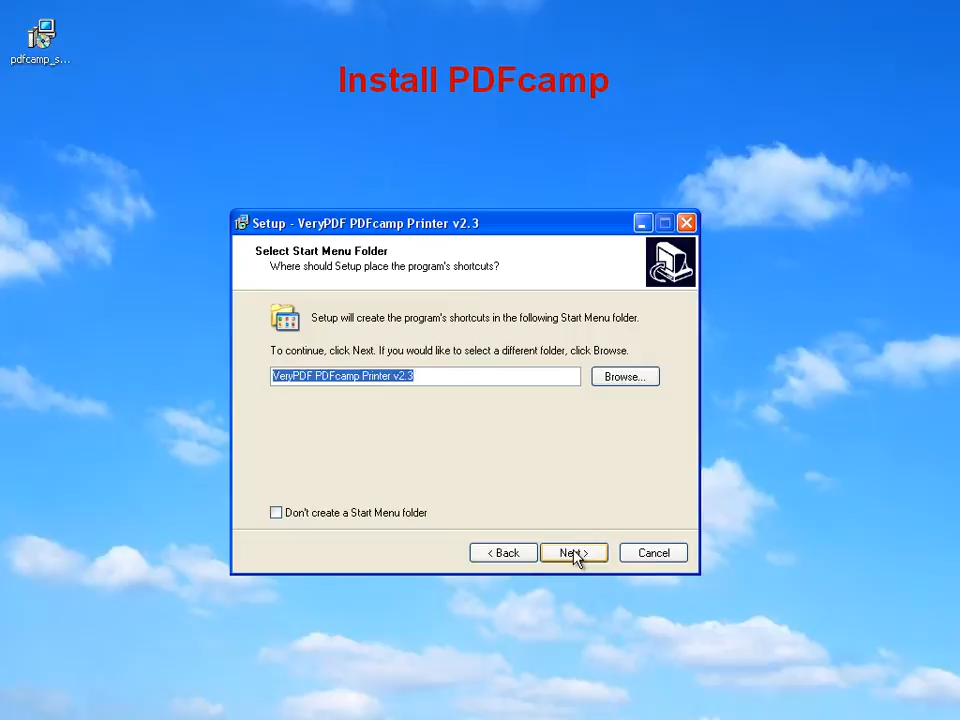 pdfcamp_s...
Install PDFcamp
Setup - VeryPDF PDFcamp Printer v2.3
Select Start Menu Folder
Where should Setup place the program's shortcuts?
Setup will create the program's shortcuts in the following Start Menu folder.
To continue, click Next. If you would like to select a different folder, click Browse.
VeryPDF PDFcamp Printer v2.3
Browse...
Don't create a Start Menu folder
< Back
Next >
Cancel